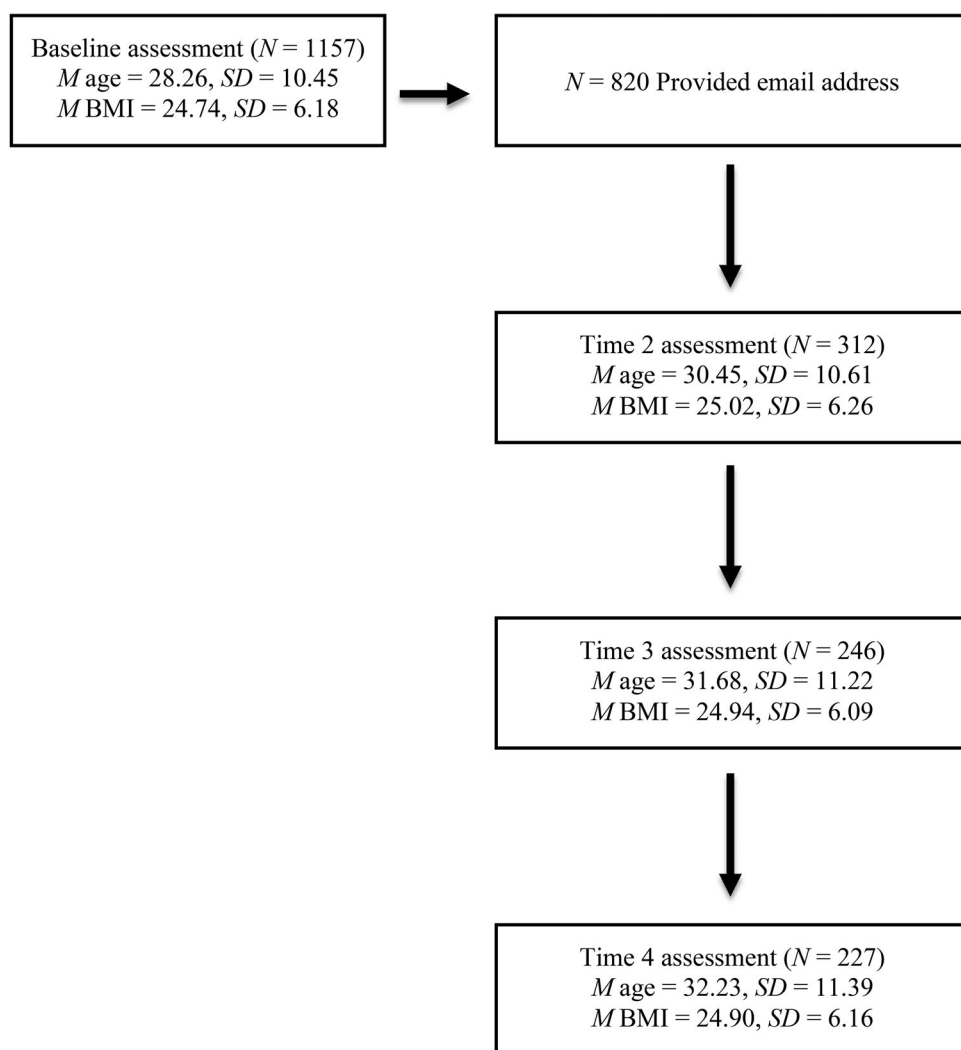 Baseline assessment (N = 1157)
M age = 28.26, SD = 10.45
M BMI = 24.74, SD = 6.18
N = 820 Provided email address
Time 2 assessment (N = 312)
M age = 30.45, SD = 10.61
M BMI = 25.02, SD = 6.26
Time 3 assessment (N = 246)
M age = 31.68, SD = 11.22
M BMI = 24.94, SD = 6.09
Time 4 assessment (N = 227)
M age = 32.23, SD = 11.39
M BMI = 24.90, SD = 6.16